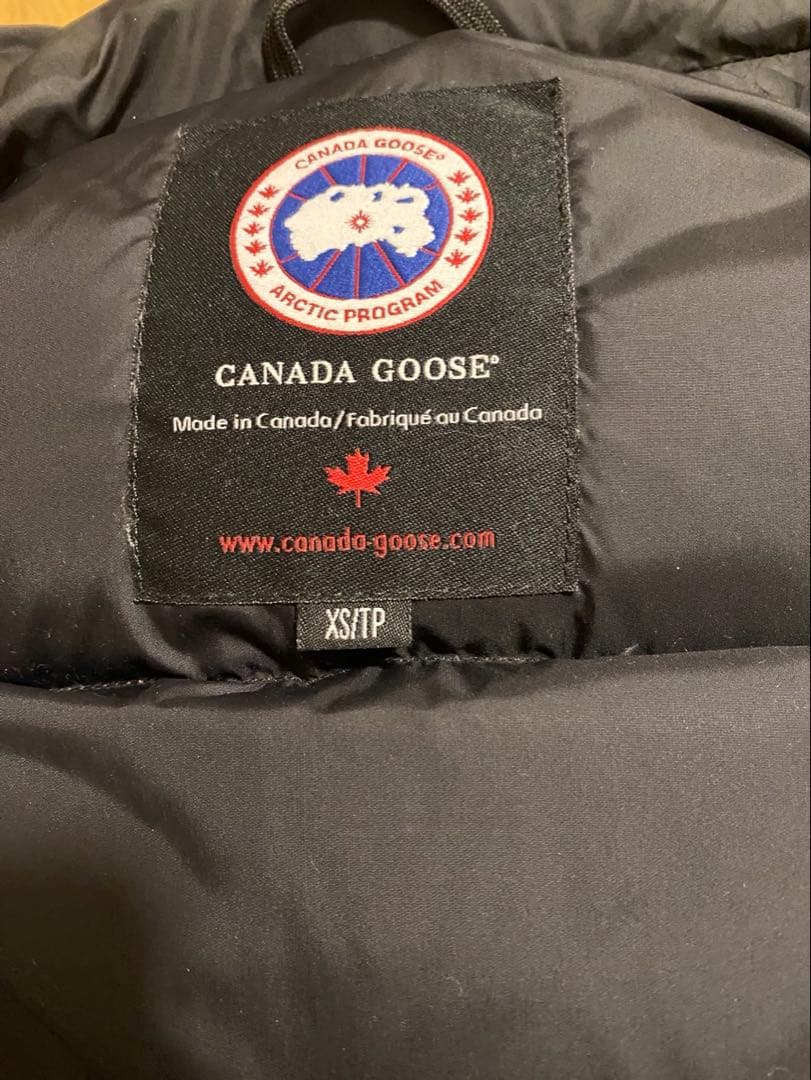 CANADA GOOSE®
ARCTIC PROGRAM
CANADA GOOSE®
Made in Canada/Fabriqué au Canada
www.canada-goose.com
XS/TP